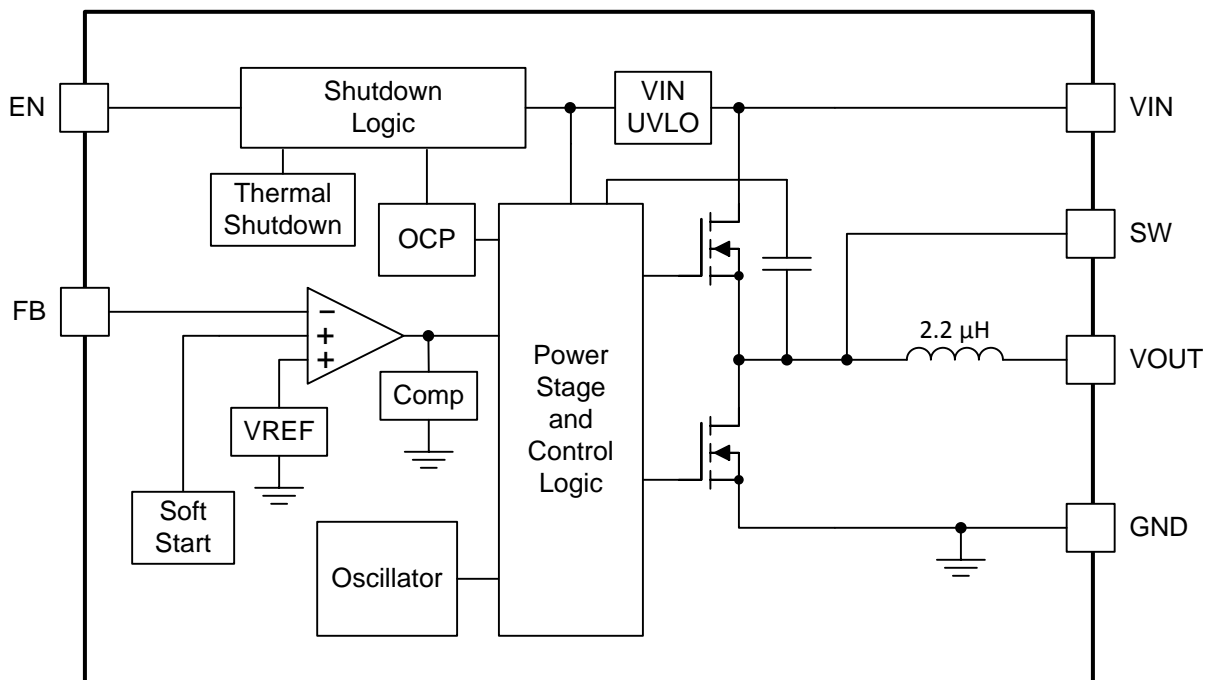 EN
Shutdown
Logic
VIN
UVLO
VIN
Thermal
Shutdown
OCP
SW
FB
−
+
+
2.2 µH
VOUT
Power
Stage
and
Control
Logic
Comp
VREF
Soft
Start
GND
Oscillator